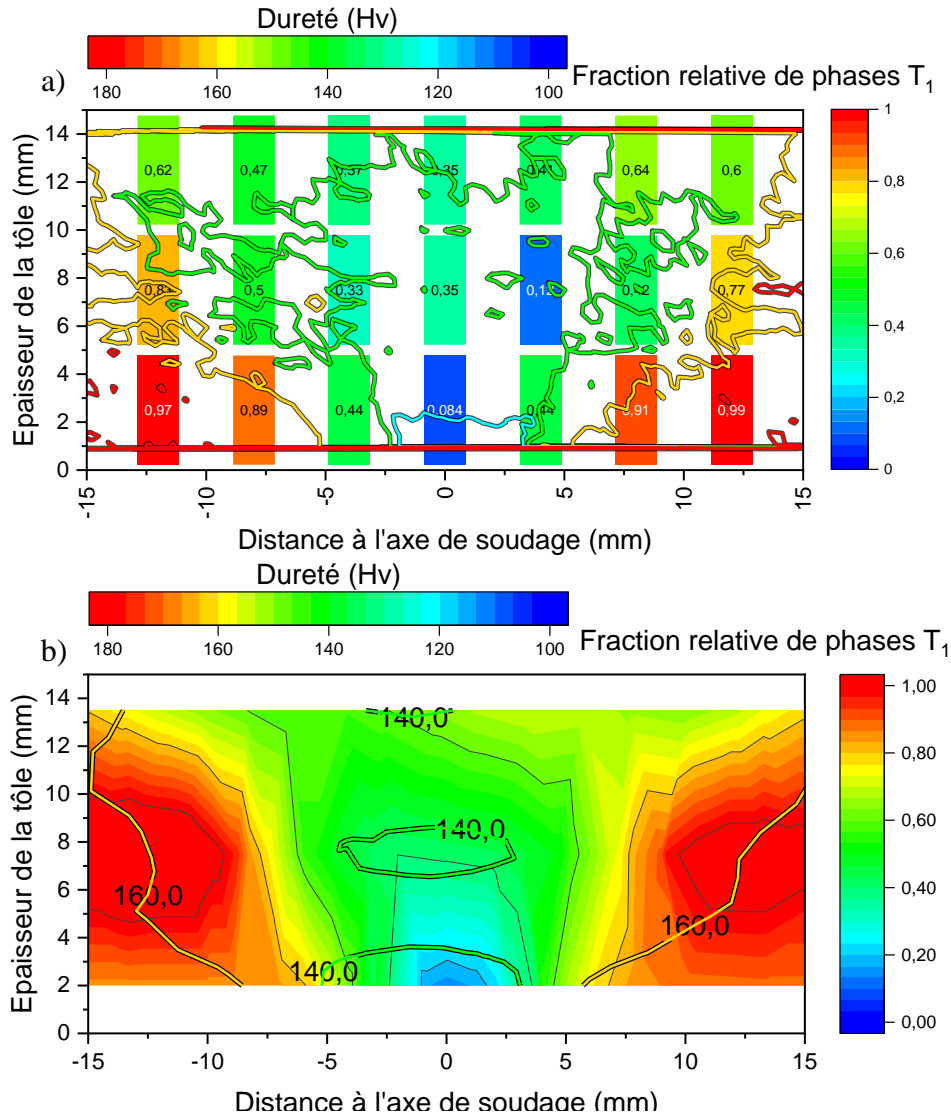 Dureté (Hv)
180 160 140 120 100
a)
Fraction relative de phases T1
Epaisseur de la tôle (mm)
14
12
10
8
6
4
2
0
0,62 0,47 0,37 0,35 0,64 0,6
0,5 0,33 0,35 0,77
0,97 0,89 0,44 0.084 0,91 0,99
1
0,8
0,6
0,4
0,2
0
-15 -10 -5 0 5 10 15
Distance à l'axe de soudage (mm)
Dureté (Hv)
180 160 140 120 100
b)
Fraction relative de phases T1
Epaisseur de la tôle (mm)
14
12
10
8
6
4
2
0
140,0
140,0
160,0
160,0
140,0
1,00
0,80
0,60
0,40
0,20
0,00
-15 -10 -5 0 5 10 15
Distance à l'axe de soudage (mm)